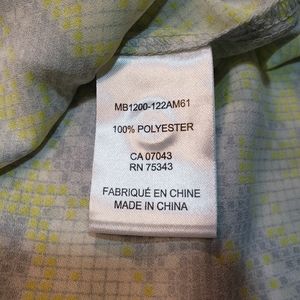 MB1200-122AM61
100% POLYESTER
CA 07043
RN 75343
FABRIQUÉ EN CHINE
MADE IN CHINA